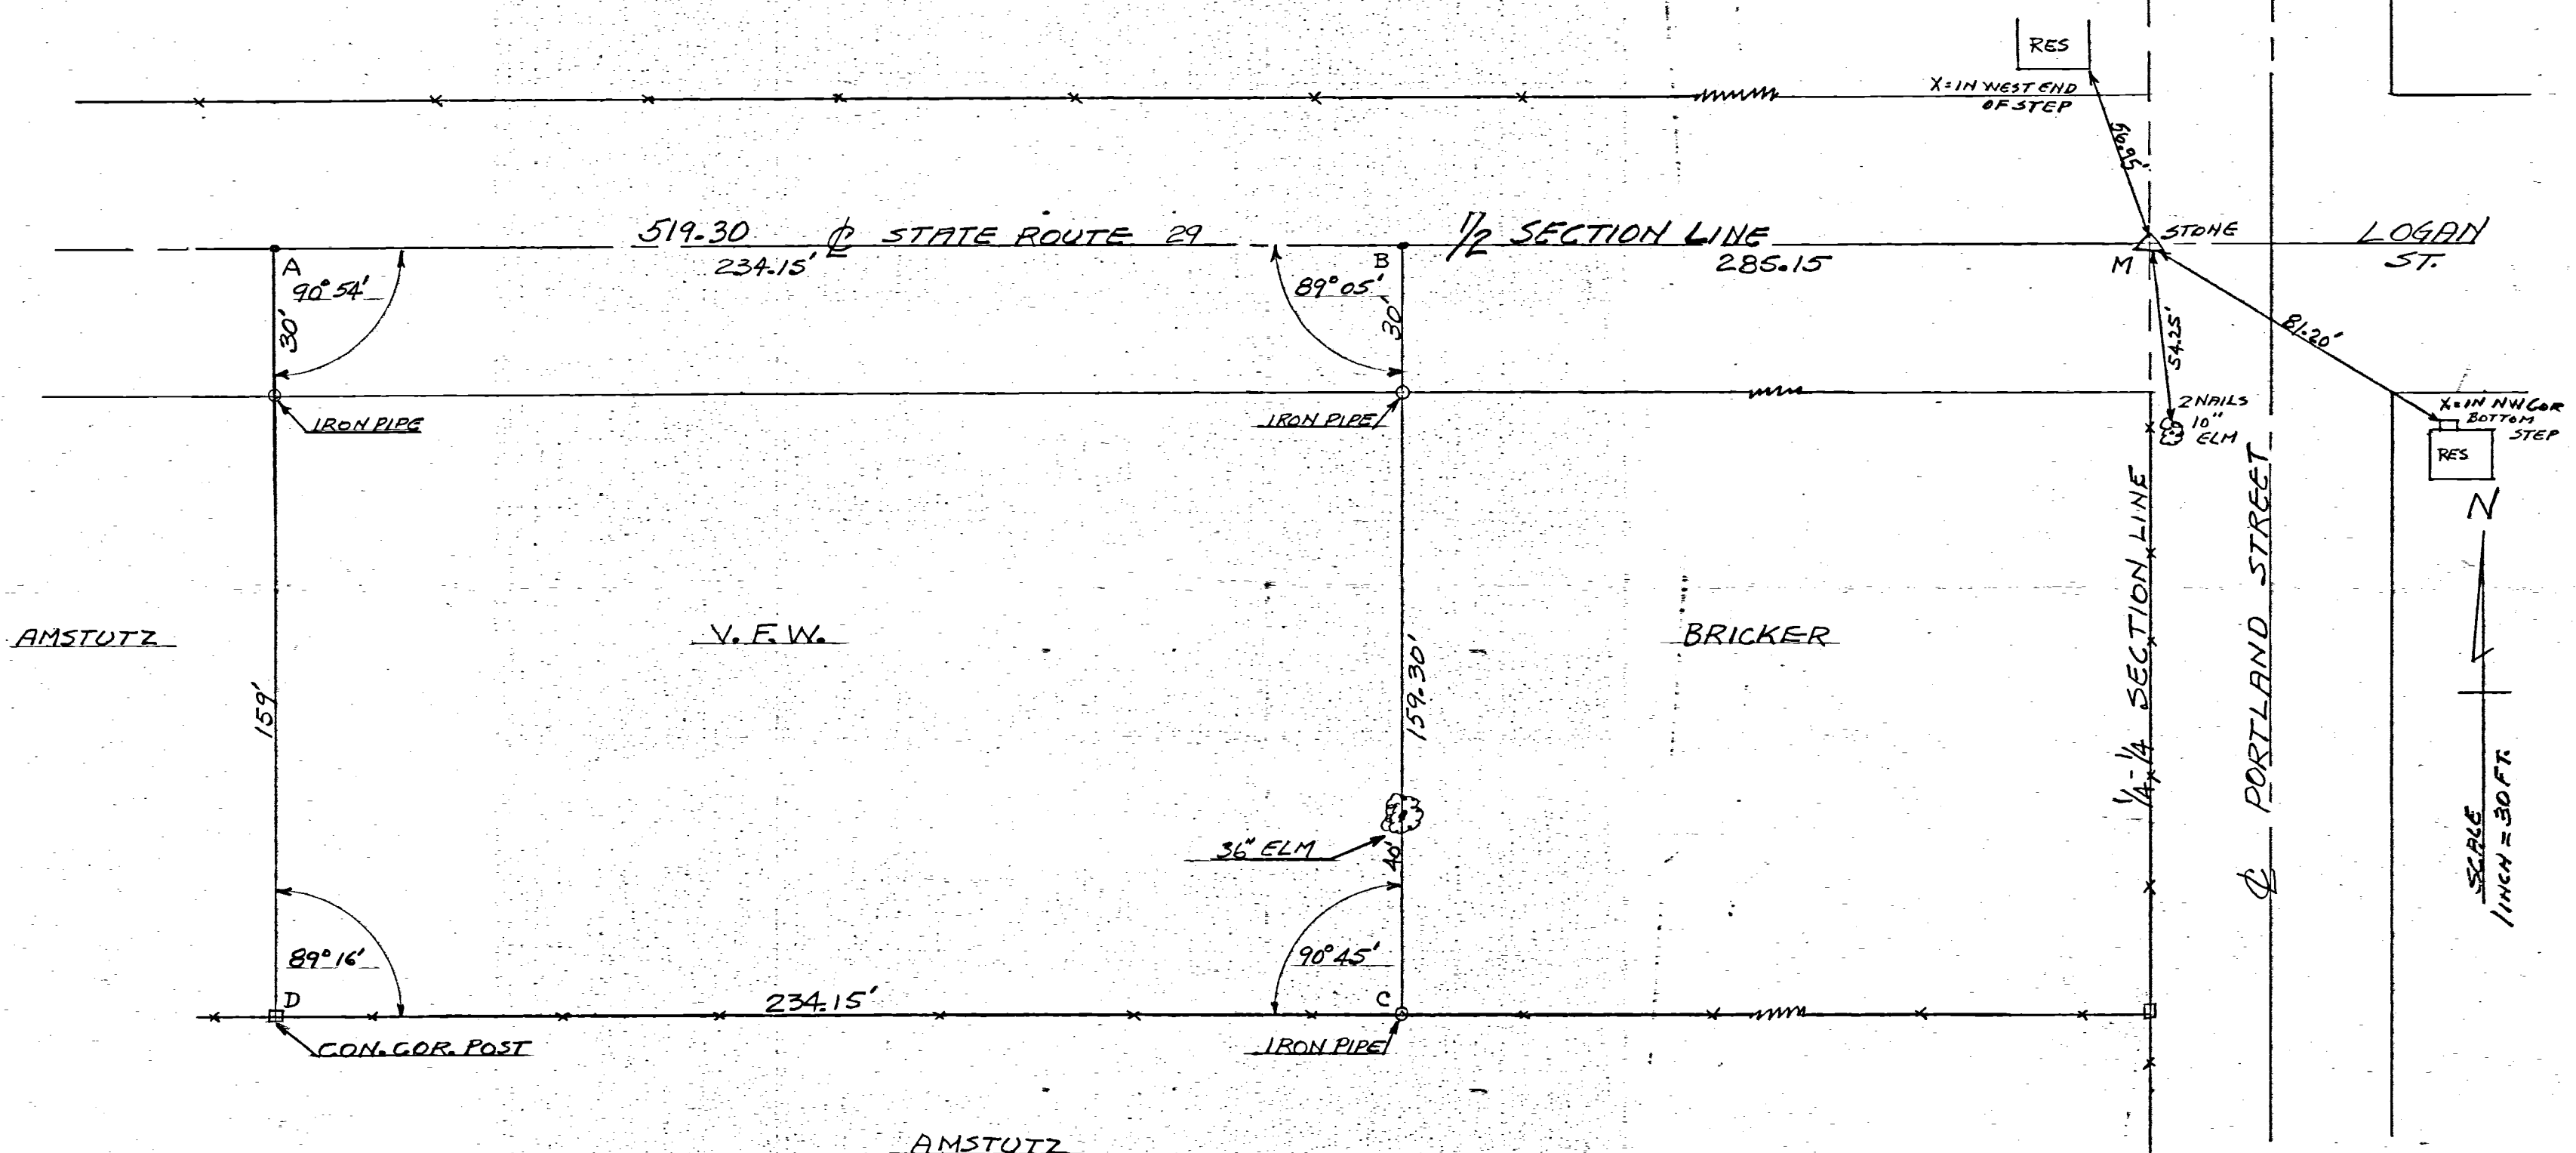 RES
X=IN WEST END
OF STEP
66.95'
519.30 ℄ STATE ROUTE 29
1/2 SECTION LINE
STONE
LOGAN
ST.
234.15'
285.15
A
B
M
90°54'
89°05'
30'
30'
54.25'
81.20'
IRON PIPE
IRON PIPE
2 NAILS
10"
ELM
X=IN NW COR
BOTTOM
STEP
RES
N
AMSTUTZ
V.F.W.
BRICKER
159'
159.30'
1/4-1/4 SECTION LINE
℄ PORTLAND STREET
SCALE
1 INCH = 30 FT.
36" ELM
40'
89°16'
90°45'
D
234.15'
C
CON. COR. POST
IRON PIPE
AMSTUTZ